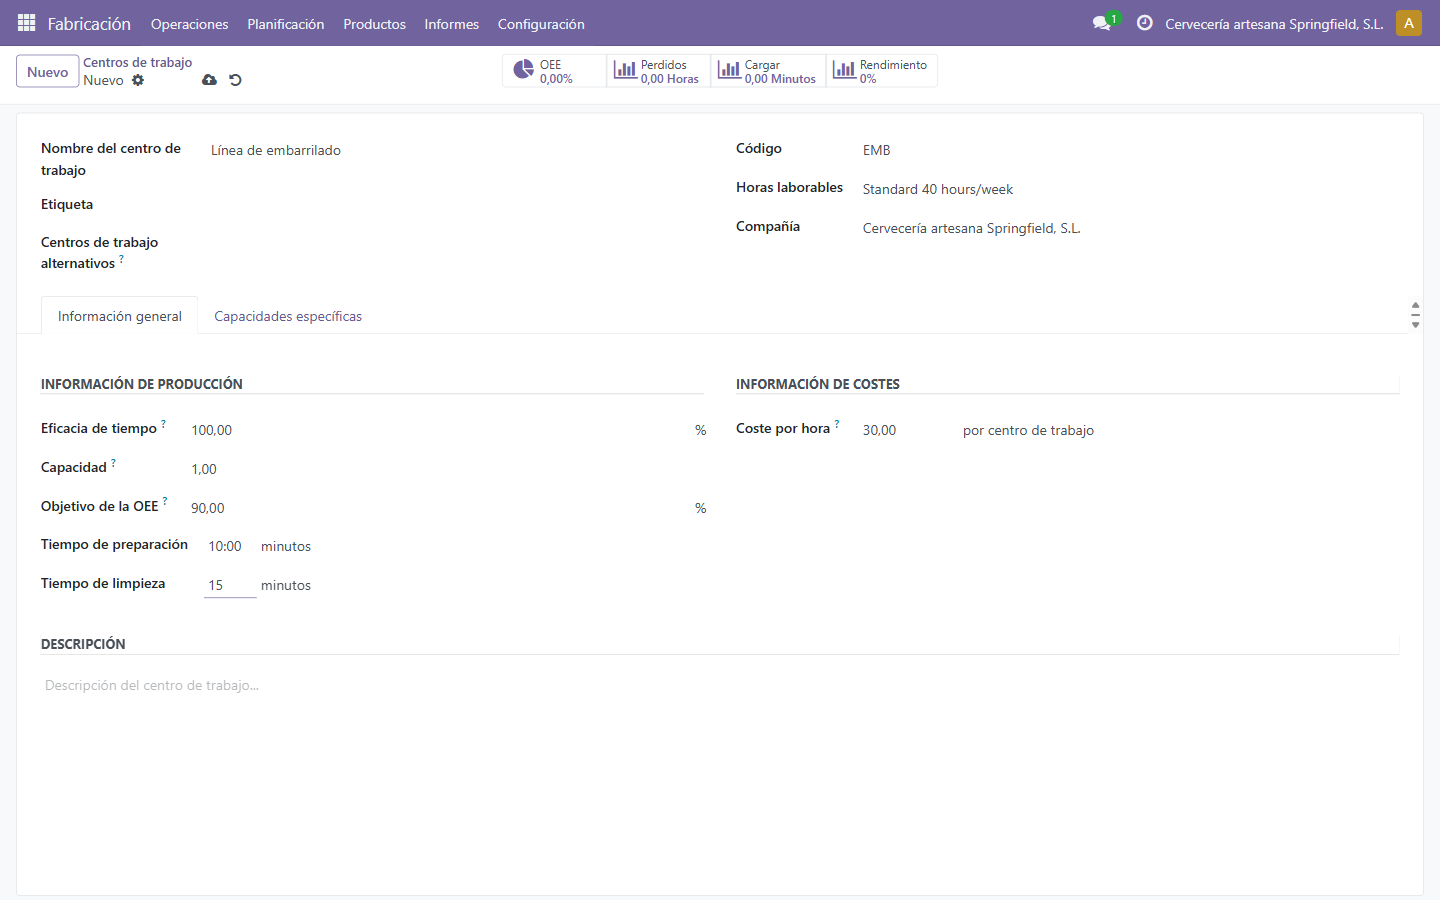 Fabricación Operaciones Planificación Productos Informes Configuración 1 Cervecería artesana Springfield, S.L. A
Nuevo
Centros de trabajo
Nuevo
OEE
0,00%
Perdidos
0,00 Horas
Cargar
0,00 Minutos
Rendimiento
0%
Nombre del centro de trabajo
Línea de embarrilado
Etiqueta
Centros de trabajo alternativos ?
Código EMB
Horas laborables Standard 40 hours/week
Compañía Cervecería artesana Springfield, S.L.
Información general Capacidades específicas
INFORMACIÓN DE PRODUCCIÓN
Eficacia de tiempo ? 100,00 %
Capacidad ? 1,00
Objetivo de la OEE ? 90,00 %
Tiempo de preparación 10:00 minutos
Tiempo de limpieza 15 minutos
INFORMACIÓN DE COSTES
Coste por hora ? 30,00 por centro de trabajo
DESCRIPCIÓN
Descripción del centro de trabajo...